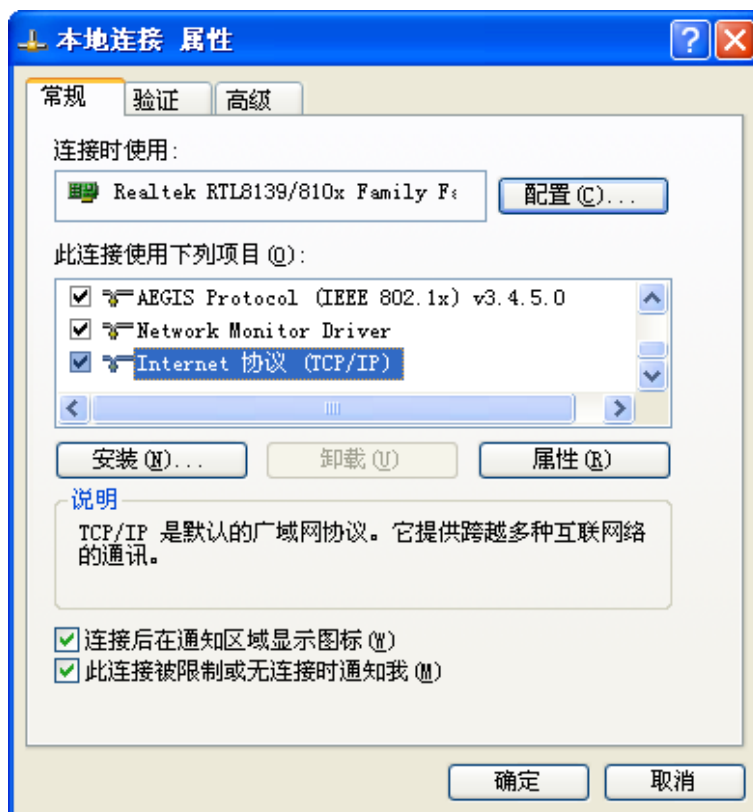 本地连接 属性
常规 验证 高级
连接时使用:
Realtek RTL8139/810x Family Fa
配置(C)...
此连接使用下列项目(O):
AEGIS Protocol (IEEE 802.1x) v3.4.5.0
Network Monitor Driver
Internet 协议 (TCP/IP)
安装(N)... 卸载(U) 属性(R)
说明
TCP/IP 是默认的广域网协议。它提供跨越多种互联网络
的通讯。
连接后在通知区域显示图标(W)
此连接被限制或无连接时通知我(M)
确定 取消